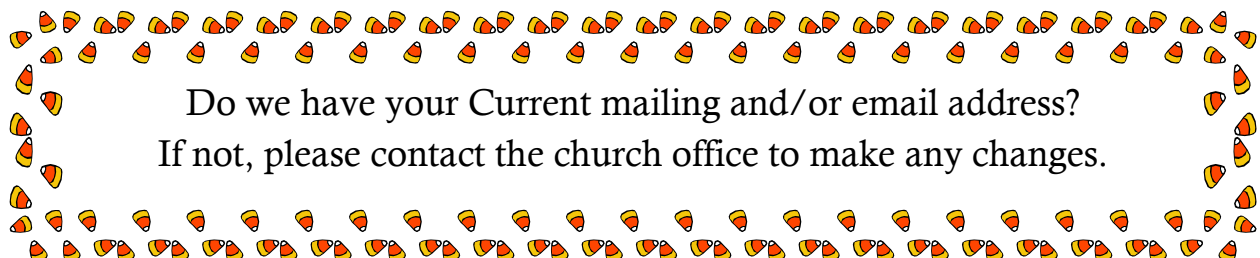 Do we have your Current mailing and/or email address?
If not, please contact the church office to make any changes.